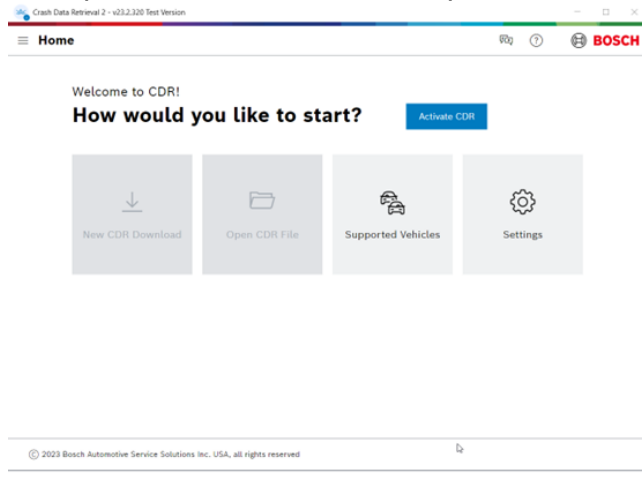 Crash Data Retrieval 2 - v23.2.320 Test Version
Home
BOSCH
Welcome to CDR!
How would you like to start?
Activate CDR
New CDR Download
Open CDR File
Supported Vehicles
Settings
© 2023 Bosch Automotive Service Solutions Inc. USA, all rights reserved